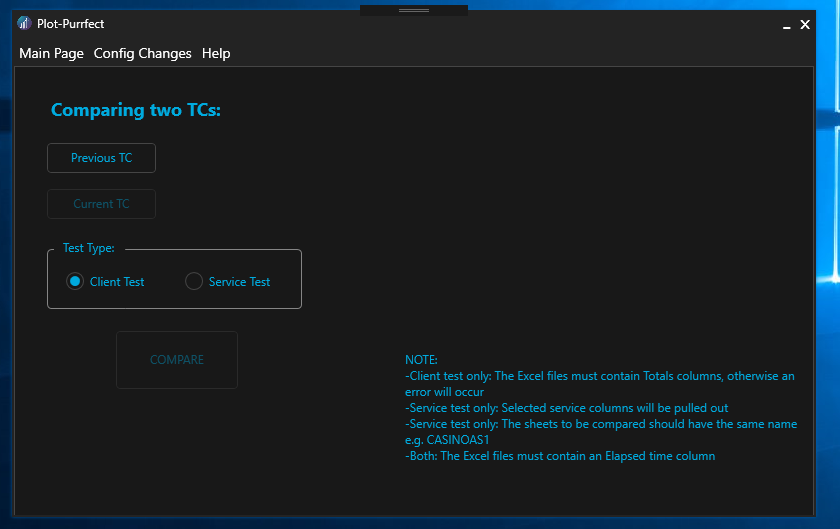 Plot-Purrfect
Main Page Config Changes Help
Comparing two TCs:
Previous TC
Current TC
Test Type:
Client Test Service Test
COMPARE
NOTE:
-Client test only: The Excel files must contain Totals columns, otherwise an
error will occur
-Service test only: Selected service columns will be pulled out
-Service test only: The sheets to be compared should have the same name
e.g. CASINOAS1
-Both: The Excel files must contain an Elapsed time column